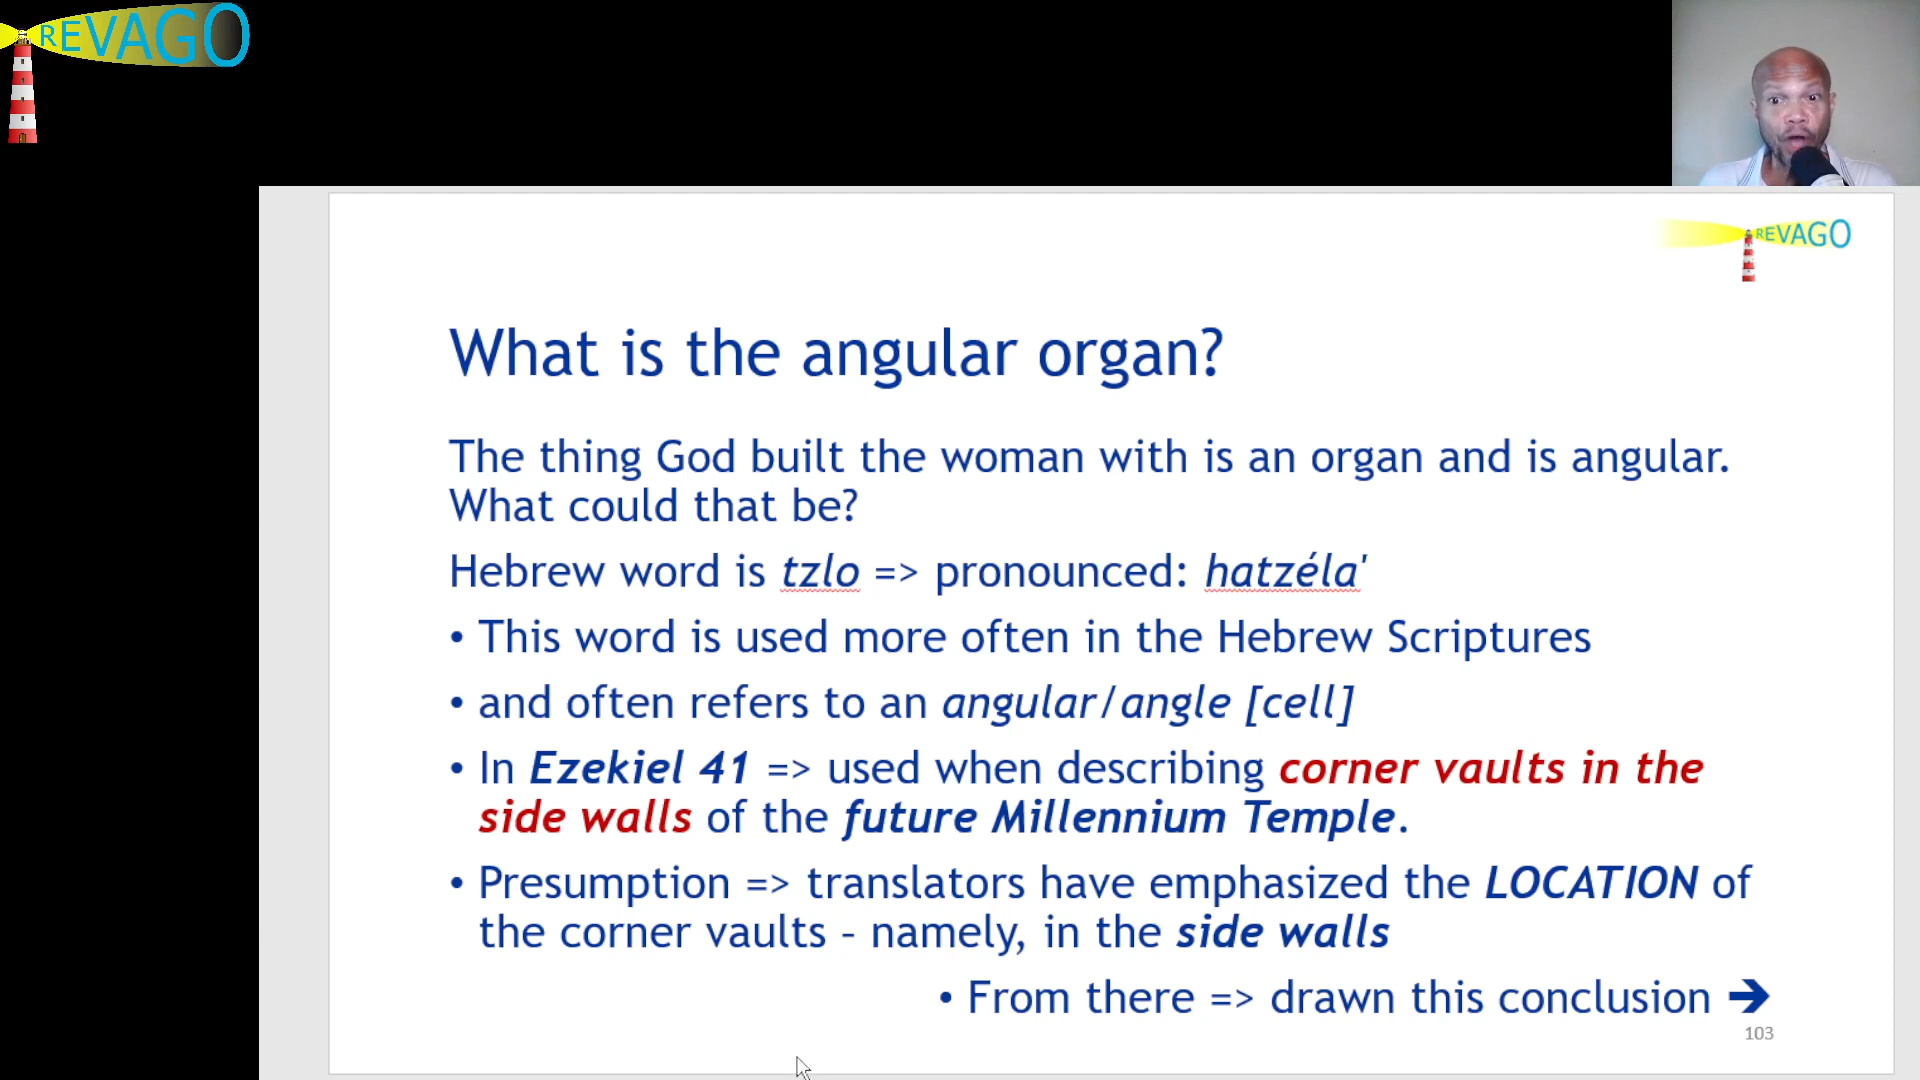 REVAGO
REVAGO
What is the angular organ?
The thing God built the woman with is an organ and is angular.
What could that be?
Hebrew word is tzlo => pronounced: hatzéla'
• This word is used more often in the Hebrew Scriptures
• and often refers to an angular/angle [cell]
• In Ezekiel 41 => used when describing corner vaults in the
side walls of the future Millennium Temple.
• Presumption => translators have emphasized the LOCATION of
the corner vaults – namely, in the side walls
• From there => drawn this conclusion ➔
103